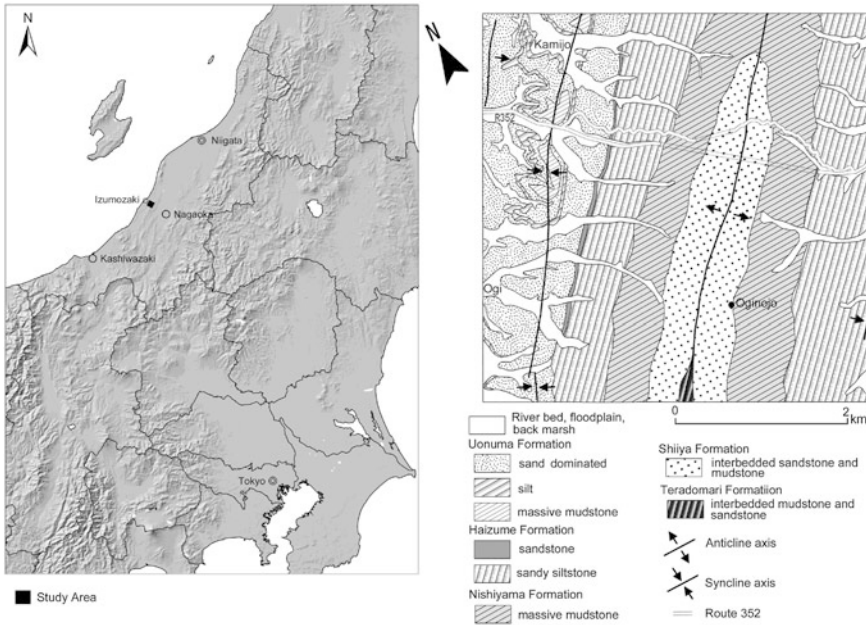 N
Niigata
Izumozaki
Nagaoka
Kashiwazaki
Tokyo
Study Area
N
Kamijo
R352
Ogi
Oginojo
0 2
km
River bed, floodplain,
back marsh
Uonuma Formation
sand dominated
silt
massive mudstone
Haizume Formation
sandstone
sandy siltstone
Nishiyama Formation
massive mudstone
Shiiya Formation
interbedded sandstone and
mudstone
Teradomari Formatiion
interbedded mudstone and
sandstone
Anticline axis
Syncline axis
Route 352